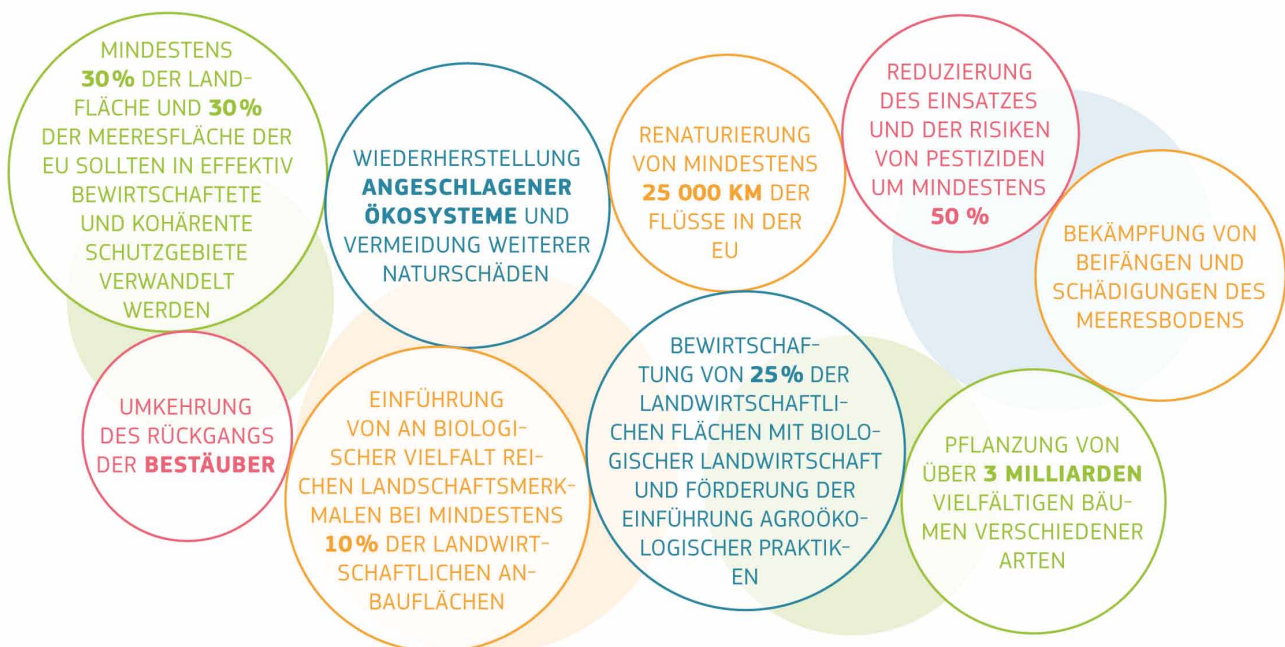 MINDESTENS
30% DER LAND-
FLÄCHE UND 30%
DER MEERESFLÄCHE DER
EU SOLLTEN IN EFFEKTIV
BEWIRTSCHAFTETE
UND KOHÄRENTE
SCHUTZGEBIETE
VERWANDELT
WERDEN
WIEDERHERSTELLUNG
ANGESCHLAGENER
ÖKOSYSTEME UND
VERMEIDUNG WEITERER
NATURSCHÄDEN
RENATURIERUNG
VON MINDESTENS
25 000 KM DER
FLÜSSE IN DER
EU
REDUZIERUNG
DES EINSATZES
UND DER RISIKEN
VON PESTIZIDEN
UM MINDESTENS
50 %
BEKÄMPFUNG VON
BEIFÄNGEN UND
SCHÄDIGUNGEN DES
MEERESBODENS
UMKEHRUNG
DES RÜCKGANGS
DER BESTÄUBER
EINFÜHRUNG
VON AN BIOLOGI-
SCHER VIELFALT REI-
CHEN LANDSCHAFTSMERK-
MALEN BEI MINDESTENS
10% DER LANDWIRT-
SCHAFTLICHEN AN-
BAUFLÄCHEN
BEWIRTSCHAF-
TUNG VON 25% DER
LANDWIRTSCHAFTLI-
CHEN FLÄCHEN MIT BIOLO-
GISCHER LANDWIRTSCHAFT
UND FÖRDERUNG DER
EINFÜHRUNG AGROÖKO-
LOGISCHER PRAKTIK-
EN
PFLANZUNG VON
ÜBER 3 MILLIARDEN
VIELFÄLTIGEN BÄU-
MEN VERSCHIEDENER
ARTEN